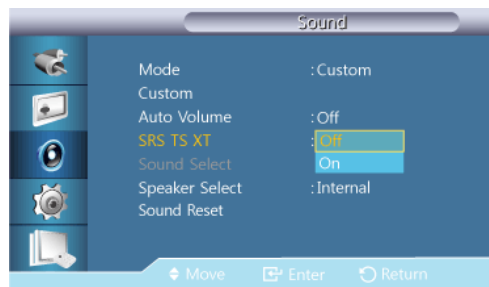 Sound
Mode : Custom
Custom
Auto Volume : Off
SRS TS XT : Off
Sound Select On
Speaker Select : Internal
Sound Reset
Move Enter Return